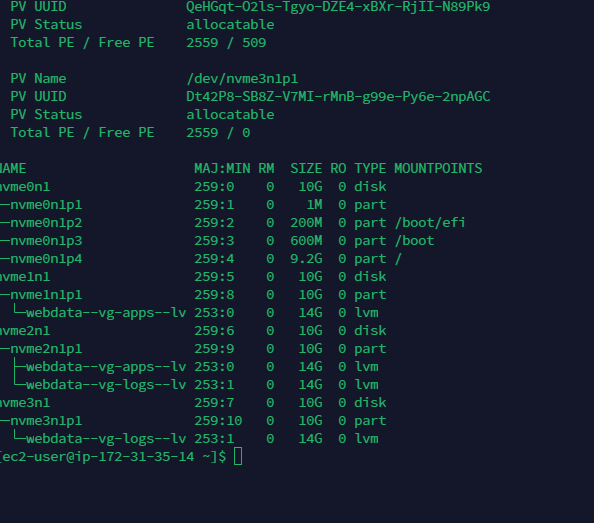 PV UUID QeHGqt-O2ls-Tgyo-DZE4-xBXr-RjII-N89Pk9
PV Status allocatable
Total PE / Free PE 2559 / 509
PV Name /dev/nvme3n1p1
PV UUID Dt42P8-SB8Z-V7MI-rMnB-g99e-Py6e-2npAGC
PV Status allocatable
Total PE / Free PE 2559 / 0
NAME MAJ:MIN RM SIZE RO TYPE MOUNTPOINTS
nvme0n1 259:0 0 10G 0 disk
─nvme0n1p1 259:1 0 1M 0 part
─nvme0n1p2 259:2 0 200M 0 part /boot/efi
─nvme0n1p3 259:3 0 600M 0 part /boot
─nvme0n1p4 259:4 0 9.2G 0 part /
nvme1n1 259:5 0 10G 0 disk
─nvme1n1p1 259:8 0 10G 0 part
└─webdata--vg-apps--lv 253:0 0 14G 0 lvm
nvme2n1 259:6 0 10G 0 disk
─nvme2n1p1 259:9 0 10G 0 part
├─webdata--vg-apps--lv 253:0 0 14G 0 lvm
└─webdata--vg-logs--lv 253:1 0 14G 0 lvm
nvme3n1 259:7 0 10G 0 disk
─nvme3n1p1 259:10 0 10G 0 part
└─webdata--vg-logs--lv 253:1 0 14G 0 lvm
[ec2-user@ip-172-31-35-14 ~]$